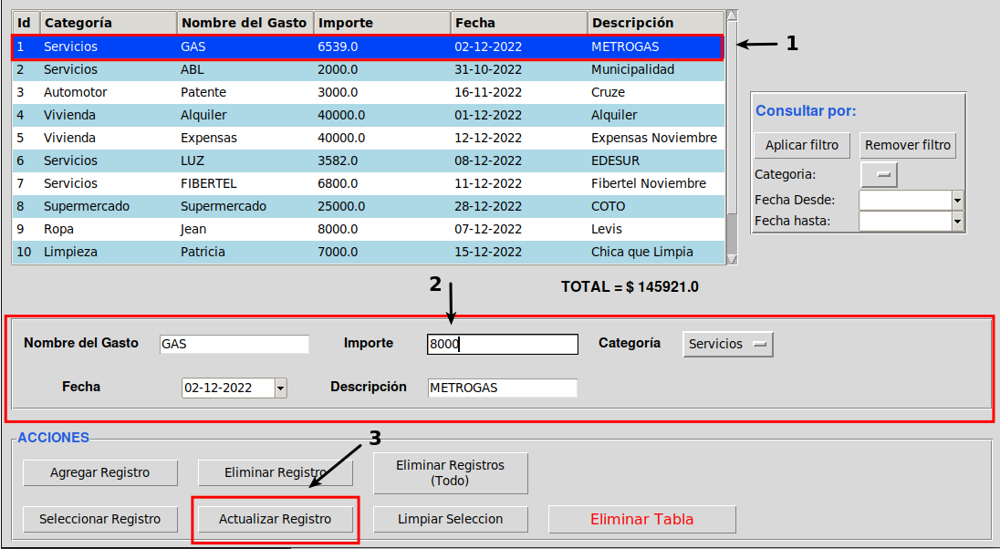 Id Categoría Nombre del Gasto Importe Fecha Descripción
1 Servicios GAS 6539.0 02-12-2022 METROGAS
1
2 Servicios ABL 2000.0 31-10-2022 Municipalidad
3 Automotor Patente 3000.0 16-11-2022 Cruze
4 Vivienda Alquiler 40000.0 01-12-2022 Alquiler
5 Vivienda Expensas 40000.0 12-12-2022 Expensas Noviembre
6 Servicios LUZ 3582.0 08-12-2022 EDESUR
7 Servicios FIBERTEL 6800.0 11-12-2022 Fibertel Noviembre
8 Supermercado Supermercado 25000.0 28-12-2022 COTO
9 Ropa Jean 8000.0 07-12-2022 Levis
10 Limpieza Patricia 7000.0 15-12-2022 Chica que Limpia
Consultar por:
Aplicar filtro Remover filtro
Categoria:
Fecha Desde:
Fecha hasta:
2
TOTAL = $ 145921.0
Nombre del Gasto GAS Importe 8000 Categoría Servicios
Fecha 02-12-2022 Descripción METROGAS
ACCIONES
3
Agregar Registro Eliminar Registro Eliminar Registros
(Todo)
Seleccionar Registro Actualizar Registro Limpiar Seleccion Eliminar Tabla